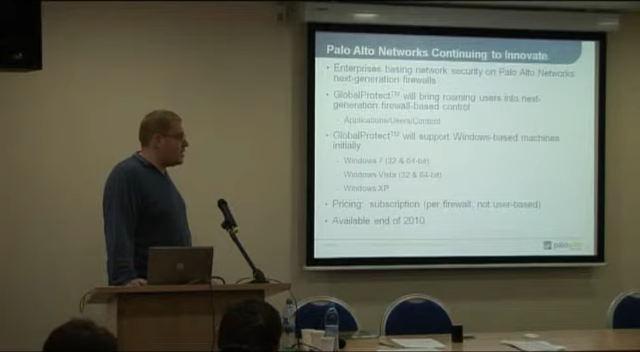 Palo Alto Networks Continuing to Innovate
• Enterprises basing network security on Palo Alto Networks
next-generation firewalls
• GlobalProtect™ will bring roaming users into next-
generation firewall-based control
- Applications/Users/Content
• GlobalProtect™ will support Windows-based machines
initially
- Windows 7 (32 & 64-bit)
- Windows Vista (32 & 64-bit)
- Windows XP
• Pricing: subscription (per firewall, not user-based)
• Available end of 2010
paloalto